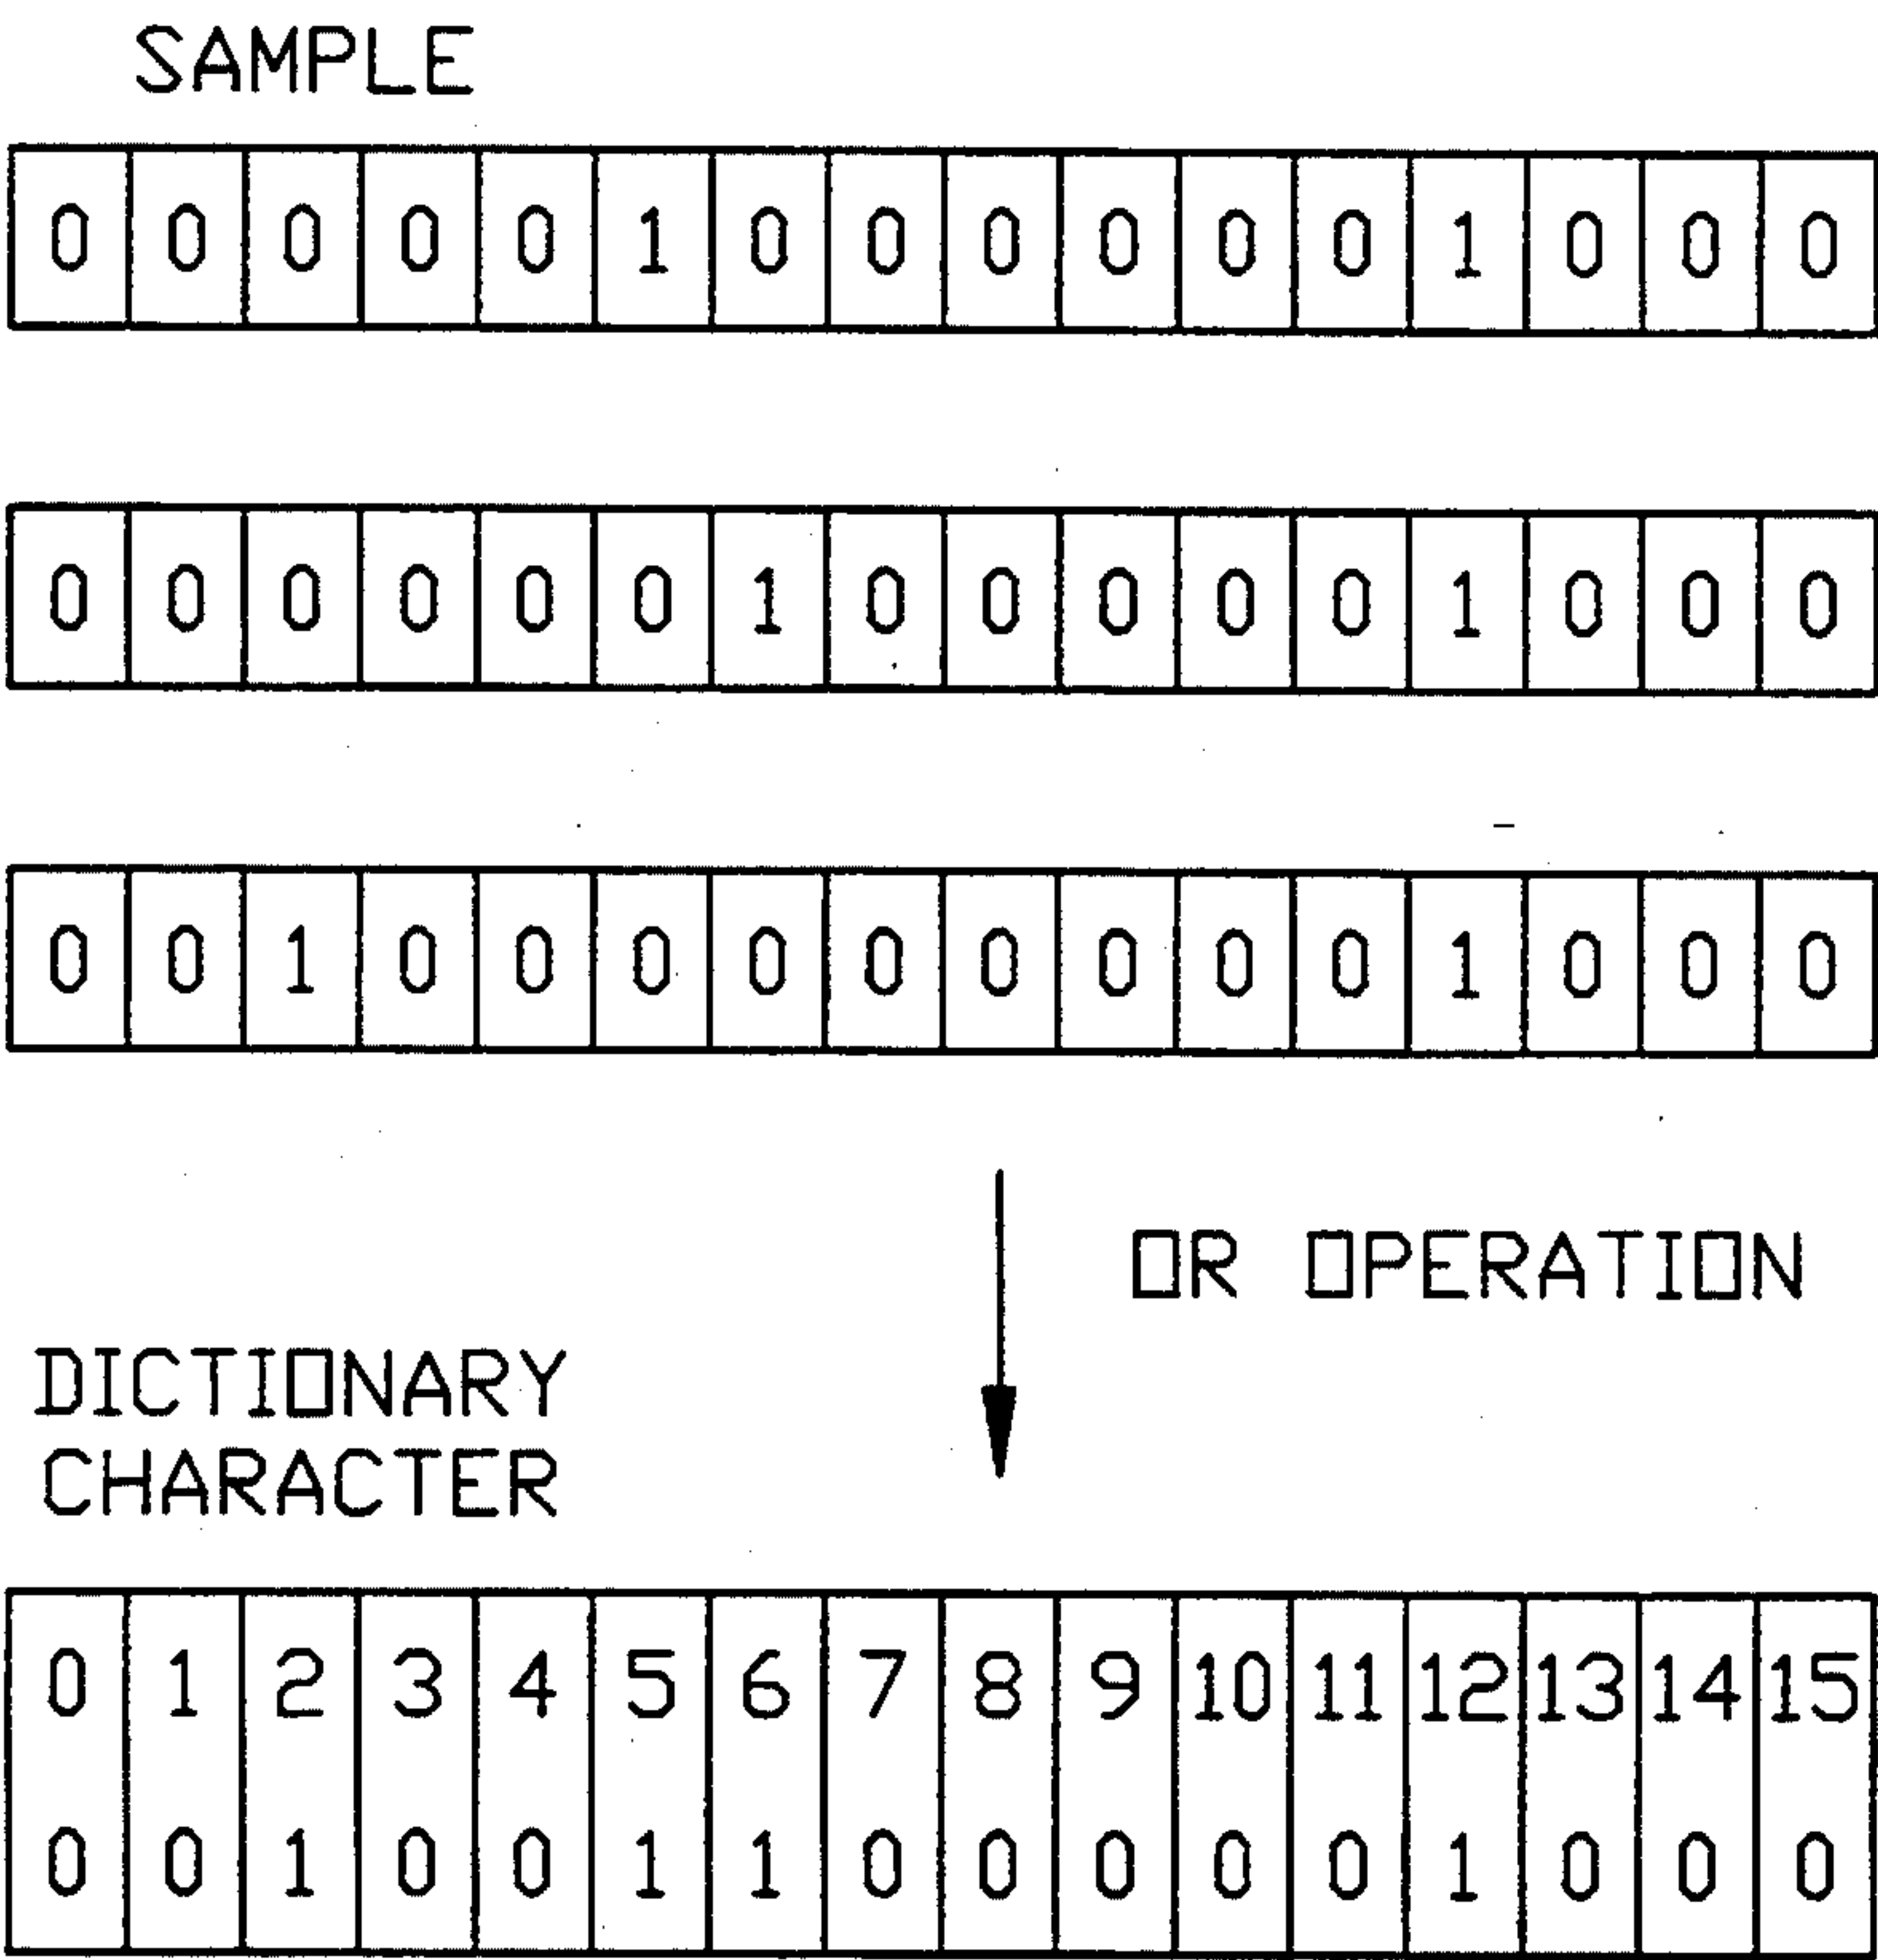 SAMPLE
0 0 0 0 0 1 0 0 0 0 0 0 1 0 0 0
0 0 0 0 0 0 1 0 0 0 0 0 1 0 0 0
0 0 1 0 0 0 0 0 0 0 0 0 1 0 0 0
OR OPERATION
DICTIONARY
CHARACTER
0 1 2 3 4 5 6 7 8 9 10 11 12 13 14 15
0 0 1 0 0 1 1 0 0 0 0 0 1 0 0 0